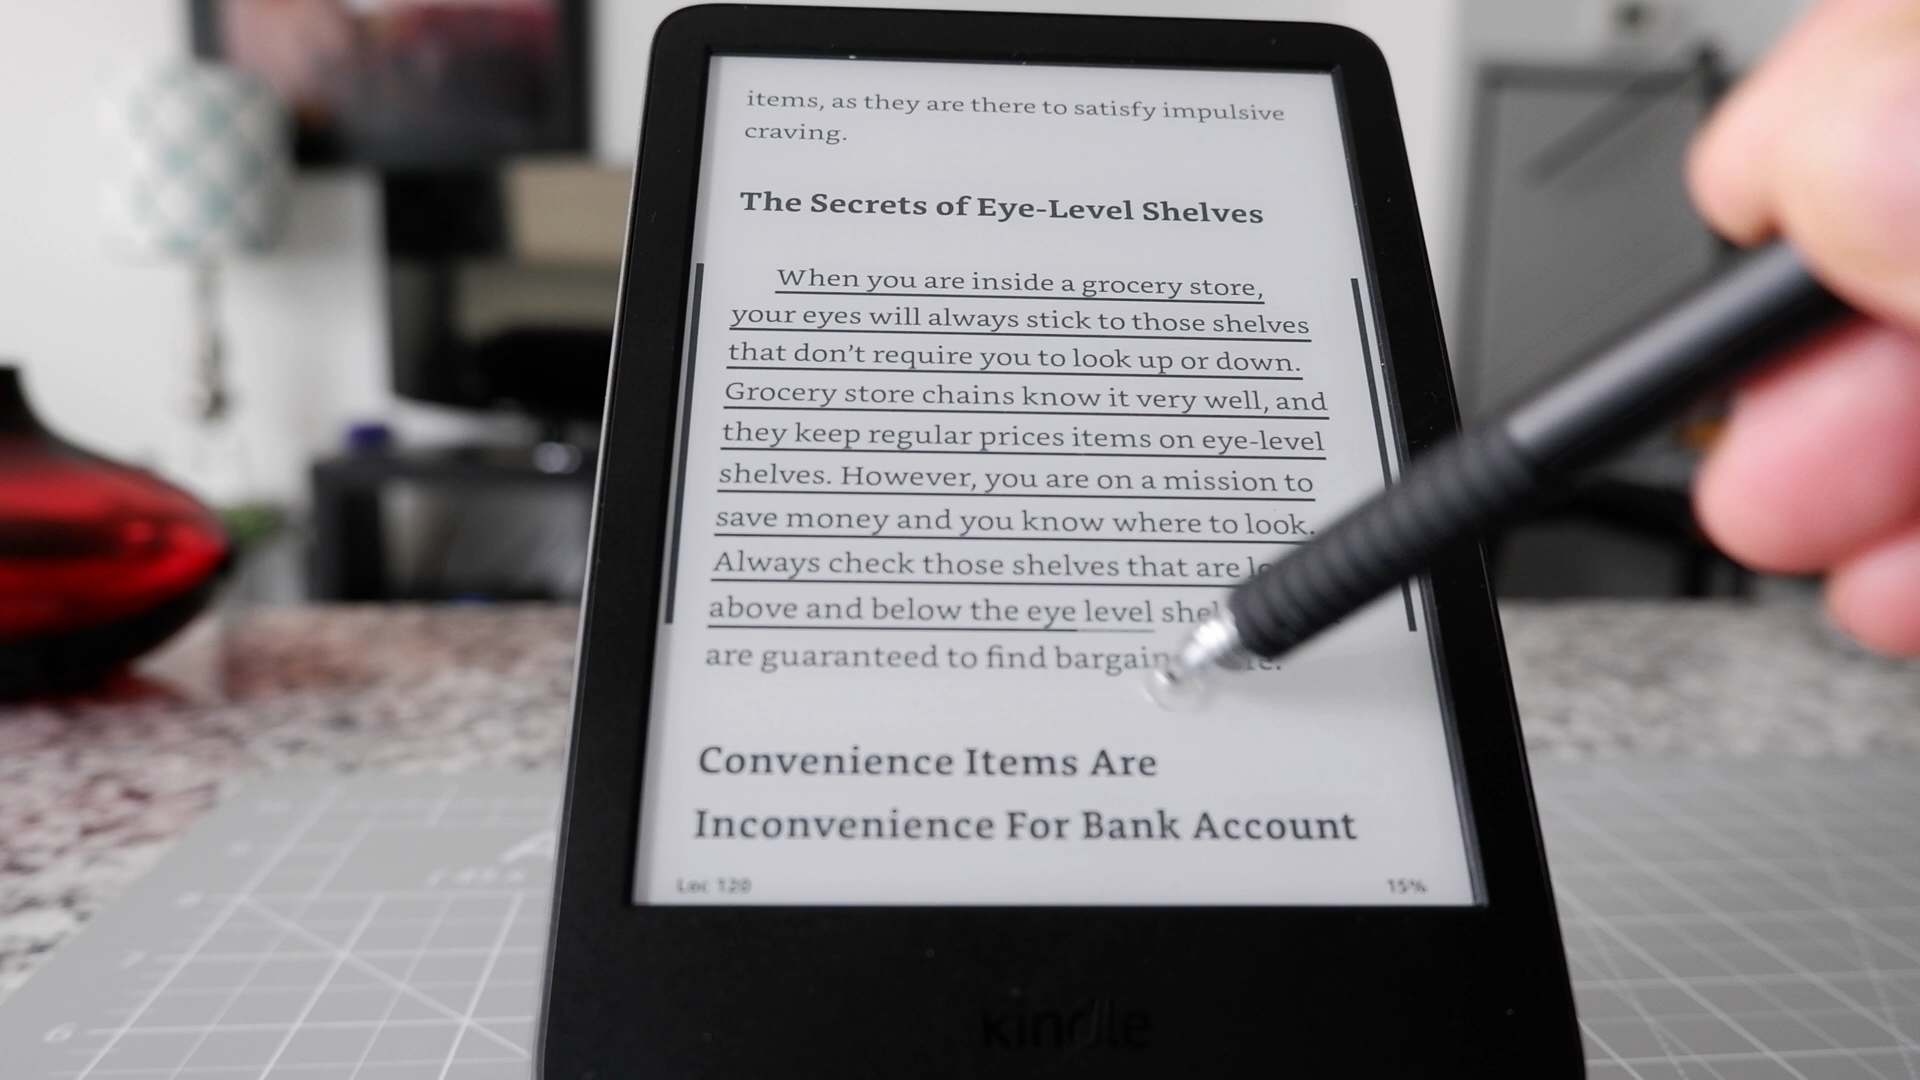 items, as they are there to satisfy impulsive
craving.
The Secrets of Eye-Level Shelves
When you are inside a grocery store,
your eyes will always stick to those shelves
that don't require you to look up or down.
Grocery store chains know it very well, and
they keep regular prices items on eye-level
shelves. However, you are on a mission to
save money and you know where to look.
Always check those shelves that are
above and below the eye level
are guaranteed to find
Convenience Items Are
Inconvenience For Bank Account
Loc 120
15%
kindle
6
7